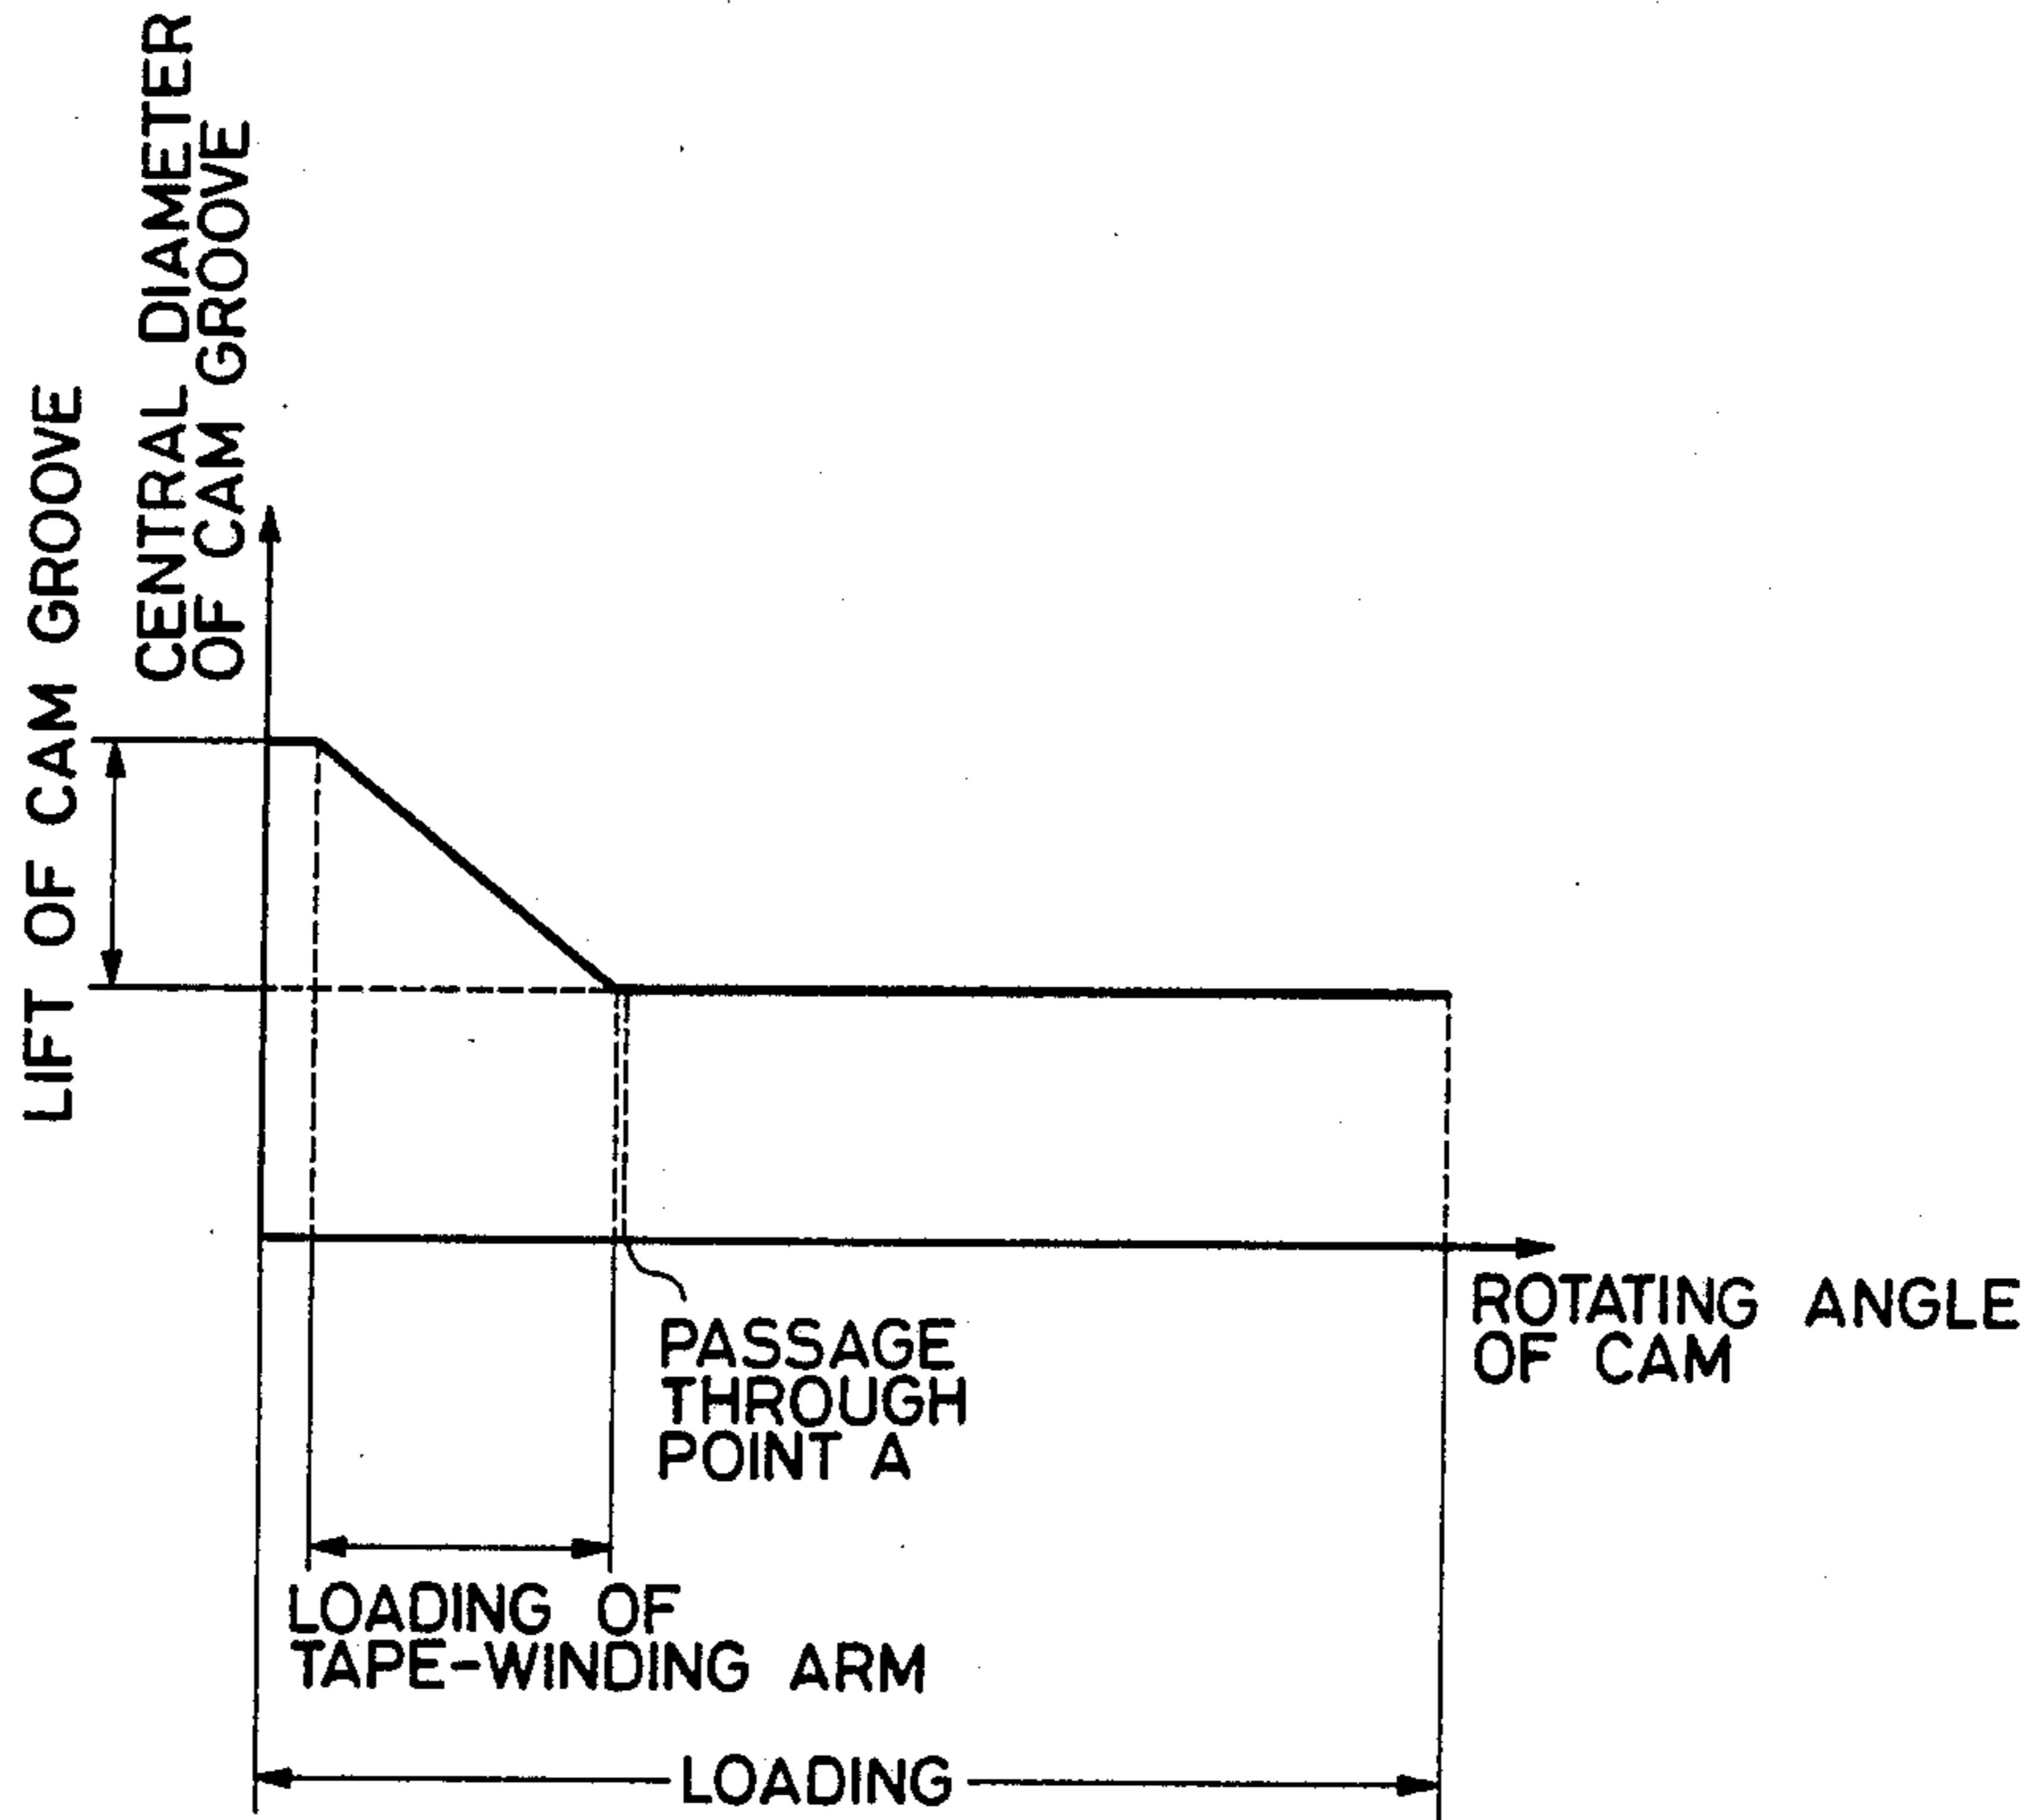 LIFT OF CAM GROOVE
CENTRAL DIAMETER
OF CAM GROOVE
ROTATING ANGLE
OF CAM
PASSAGE
THROUGH
POINT A
LOADING OF
TAPE-WINDING ARM
LOADING